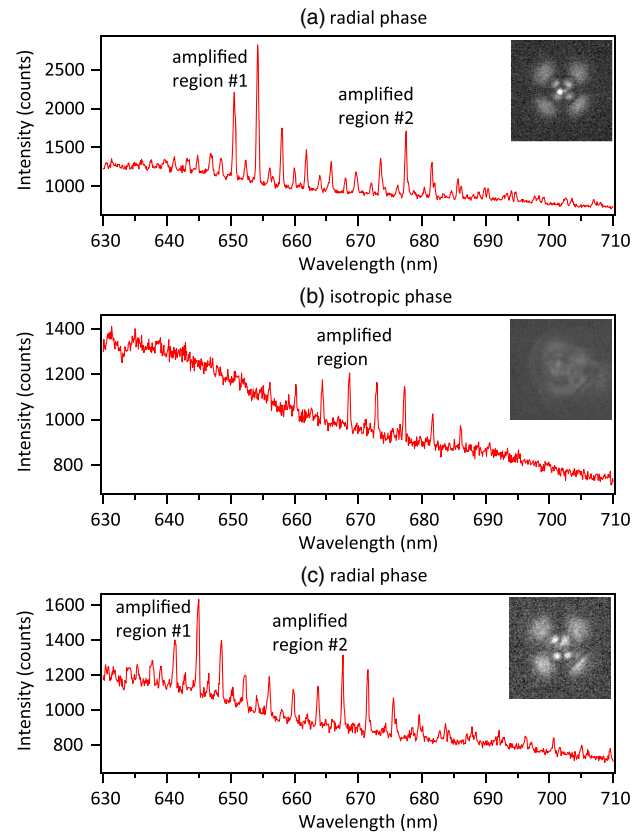 (a) radial phase
amplified
region #1
amplified
region #2
2500
2000
1500
1000
Intensity (counts)
630 640 650 660 670 680 690 700 710
Wavelength (nm)
(b) isotropic phase
amplified
region
1400
1200
1000
800
Intensity (counts)
630 640 650 660 670 680 690 700 710
Wavelength (nm)
(c) radial phase
amplified
region #1
amplified
region #2
1600
1400
1200
1000
800
Intensity (counts)
630 640 650 660 670 680 690 700 710
Wavelength (nm)